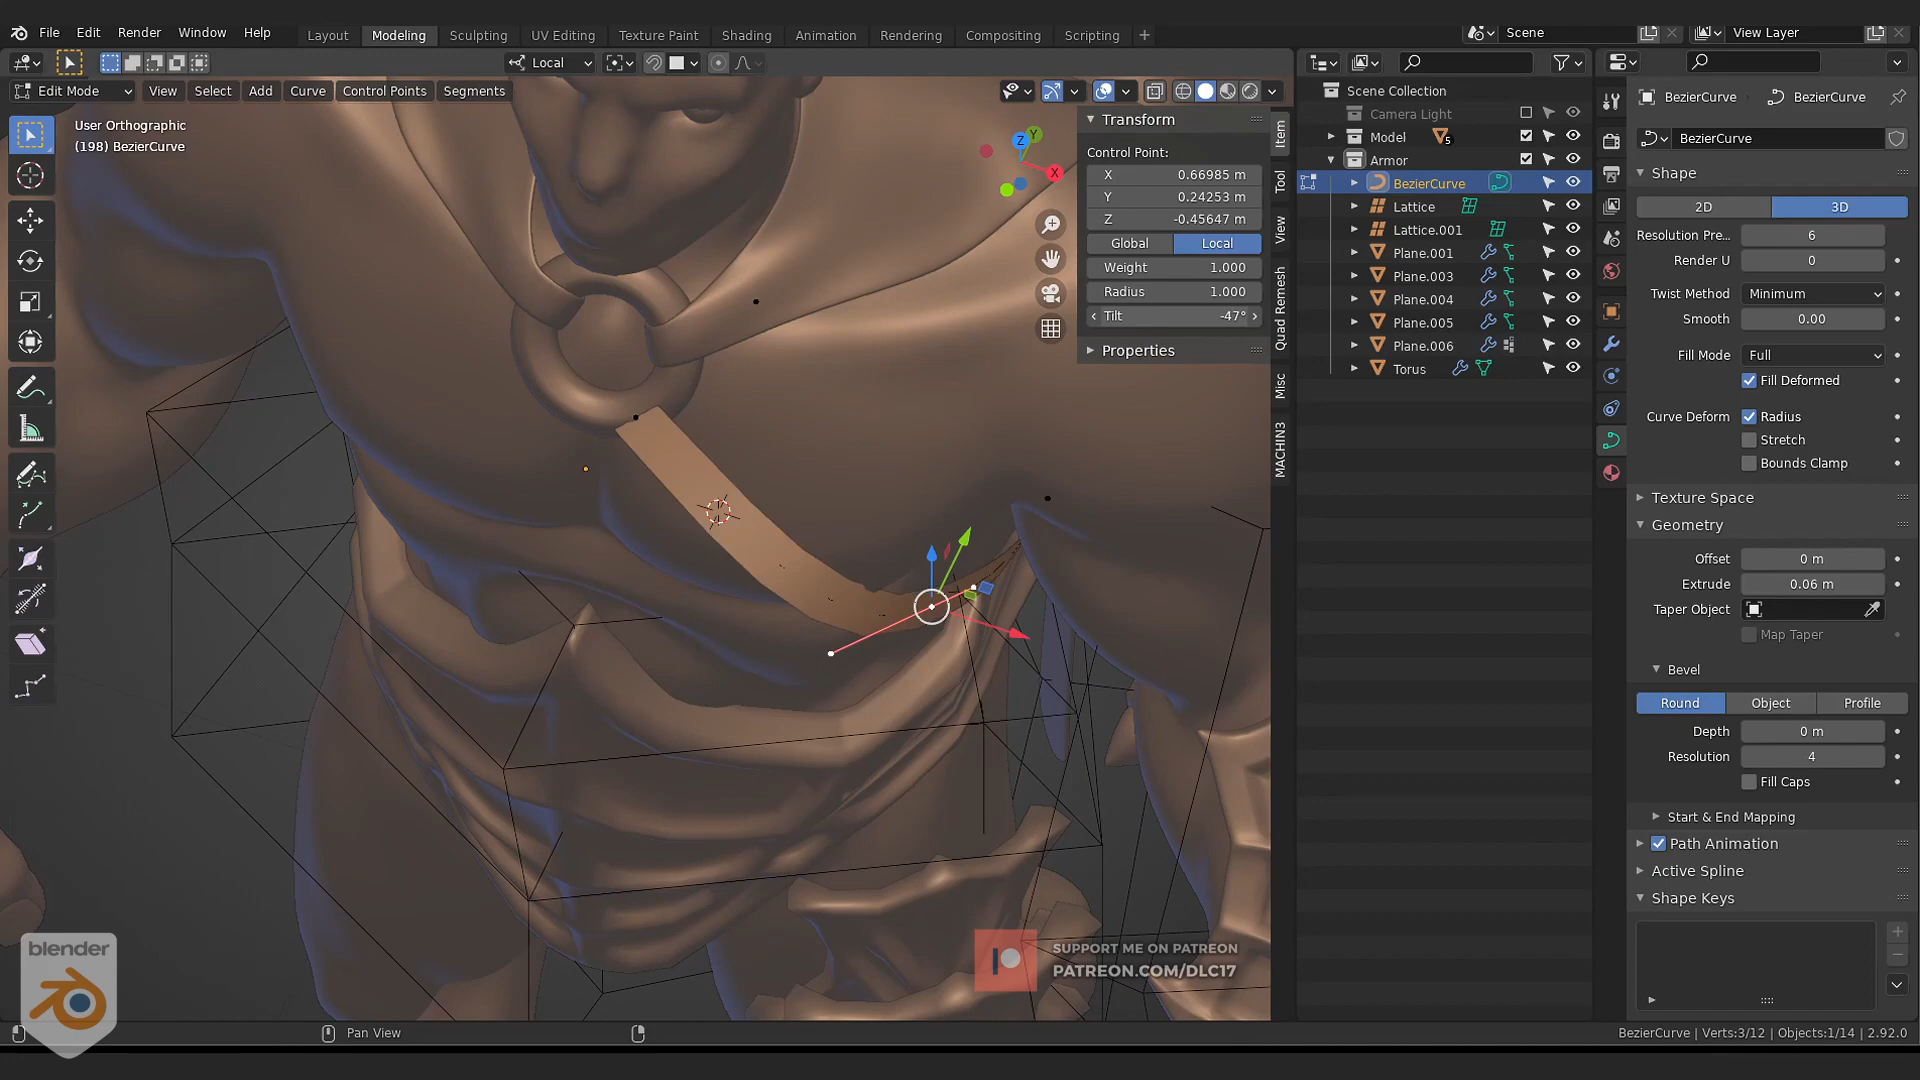 File Edit Render Window Help Layout Modeling Sculpting UV Editing Texture Paint Shading Animation Rendering Compositing Scripting Scene View Layer
Local
Edit Mode View Select Add Curve Control Points Segments
User Orthographic
(198) BezierCurve
Z
Y
X
Transform
Control Point:
X 0.66985 m
Y 0.24253 m
Z -0.45647 m
Global Local
Weight 1.000
Radius 1.000
Tilt -47°
Properties
Item
Tool
View
Quad Remesh
Misc
MACHIN3
Scene Collection
Camera Light
Model 5
Armor
BezierCurve
Lattice
Lattice.001
Plane.001
Plane.003
Plane.004
Plane.005
Plane.006
Torus
BezierCurve BezierCurve
BezierCurve
Shape
2D 3D
Resolution Pre... 6
Render U 0
Twist Method Minimum
Smooth 0.00
Fill Mode Full
Fill Deformed
Curve Deform Radius
Stretch
Bounds Clamp
Texture Space
Geometry
Offset 0 m
Extrude 0.06 m
Taper Object
Map Taper
Bevel
Round Object Profile
Depth 0 m
Resolution 4
Fill Caps
Start & End Mapping
Path Animation
Active Spline
Shape Keys
blender
SUPPORT ME ON PATREON
PATREON.COM/DLC17
Pan View
BezierCurve | Verts:3/12 | Objects:1/14 | 2.92.0